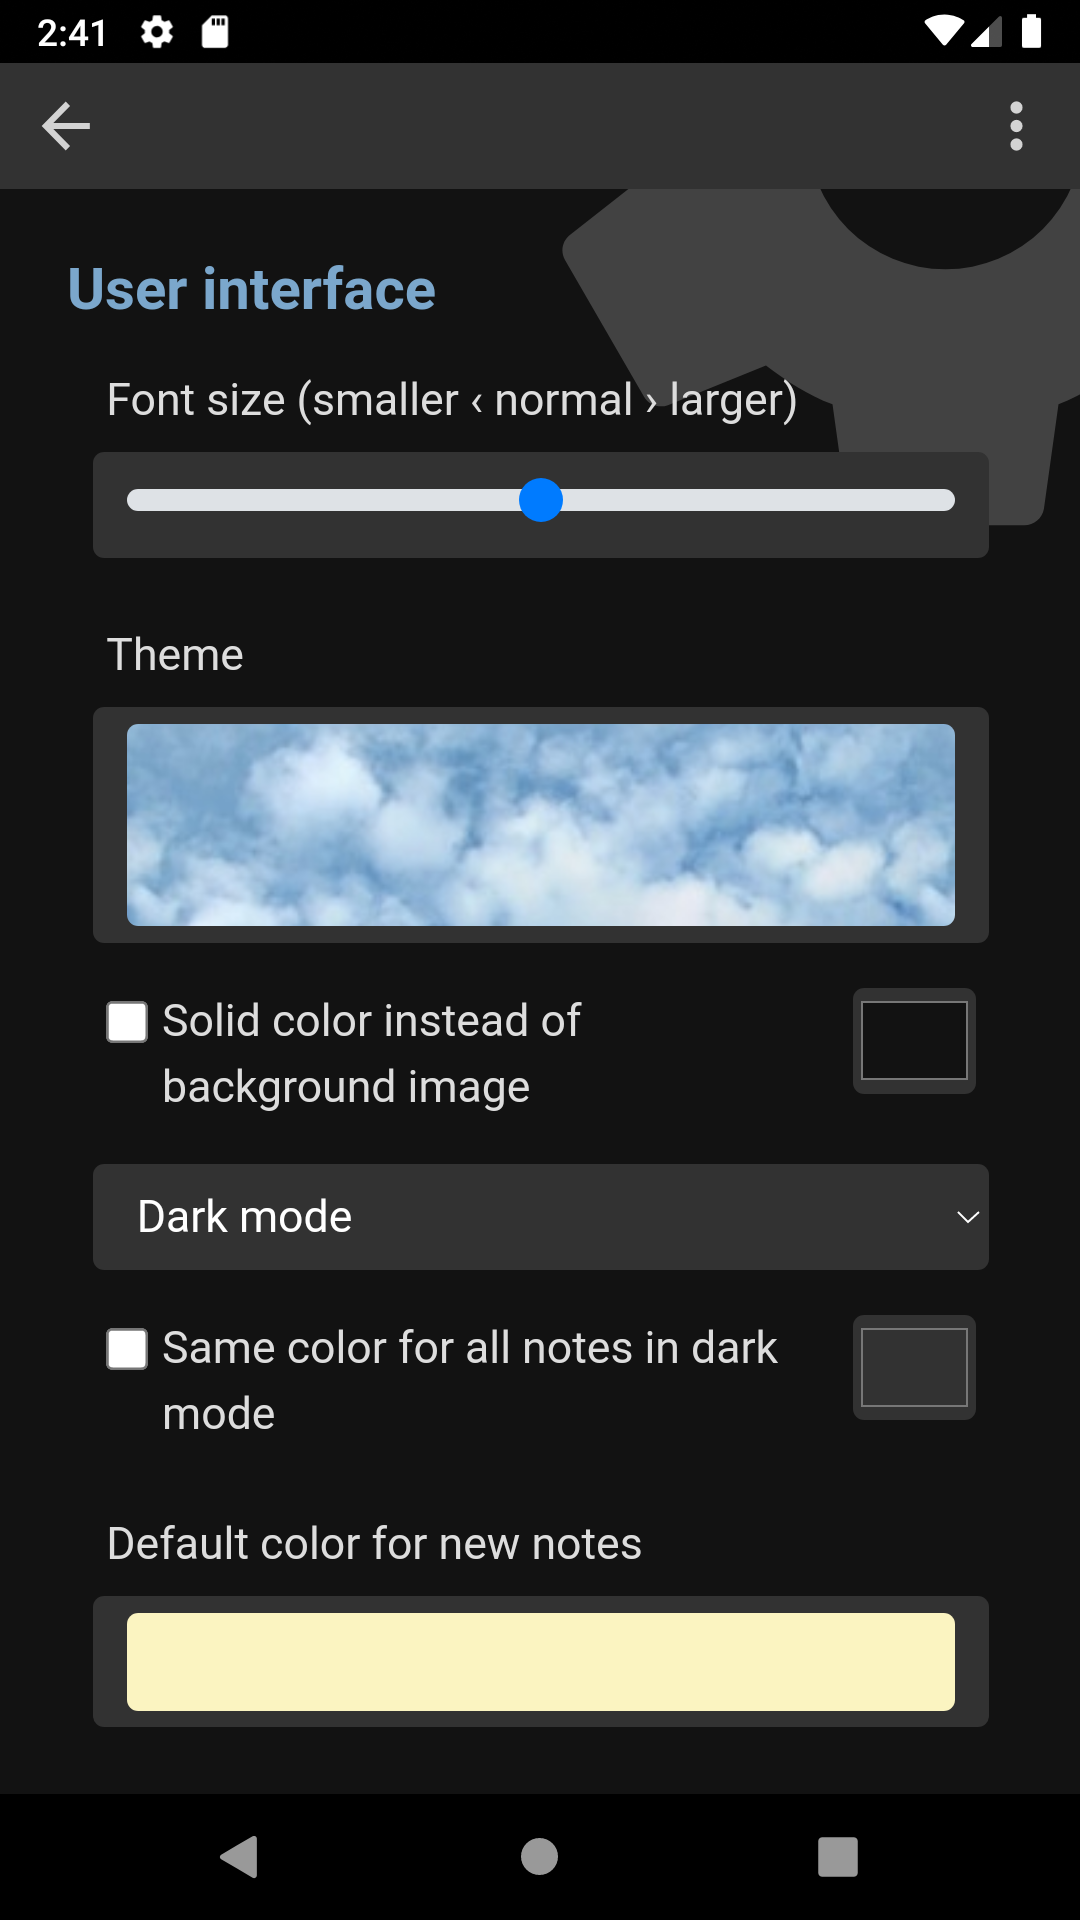 2:41
User interface
Font size (smaller ‹ normal › larger)
Theme
Solid color instead of
background image
Dark mode
Same color for all notes in dark
mode
Default color for new notes